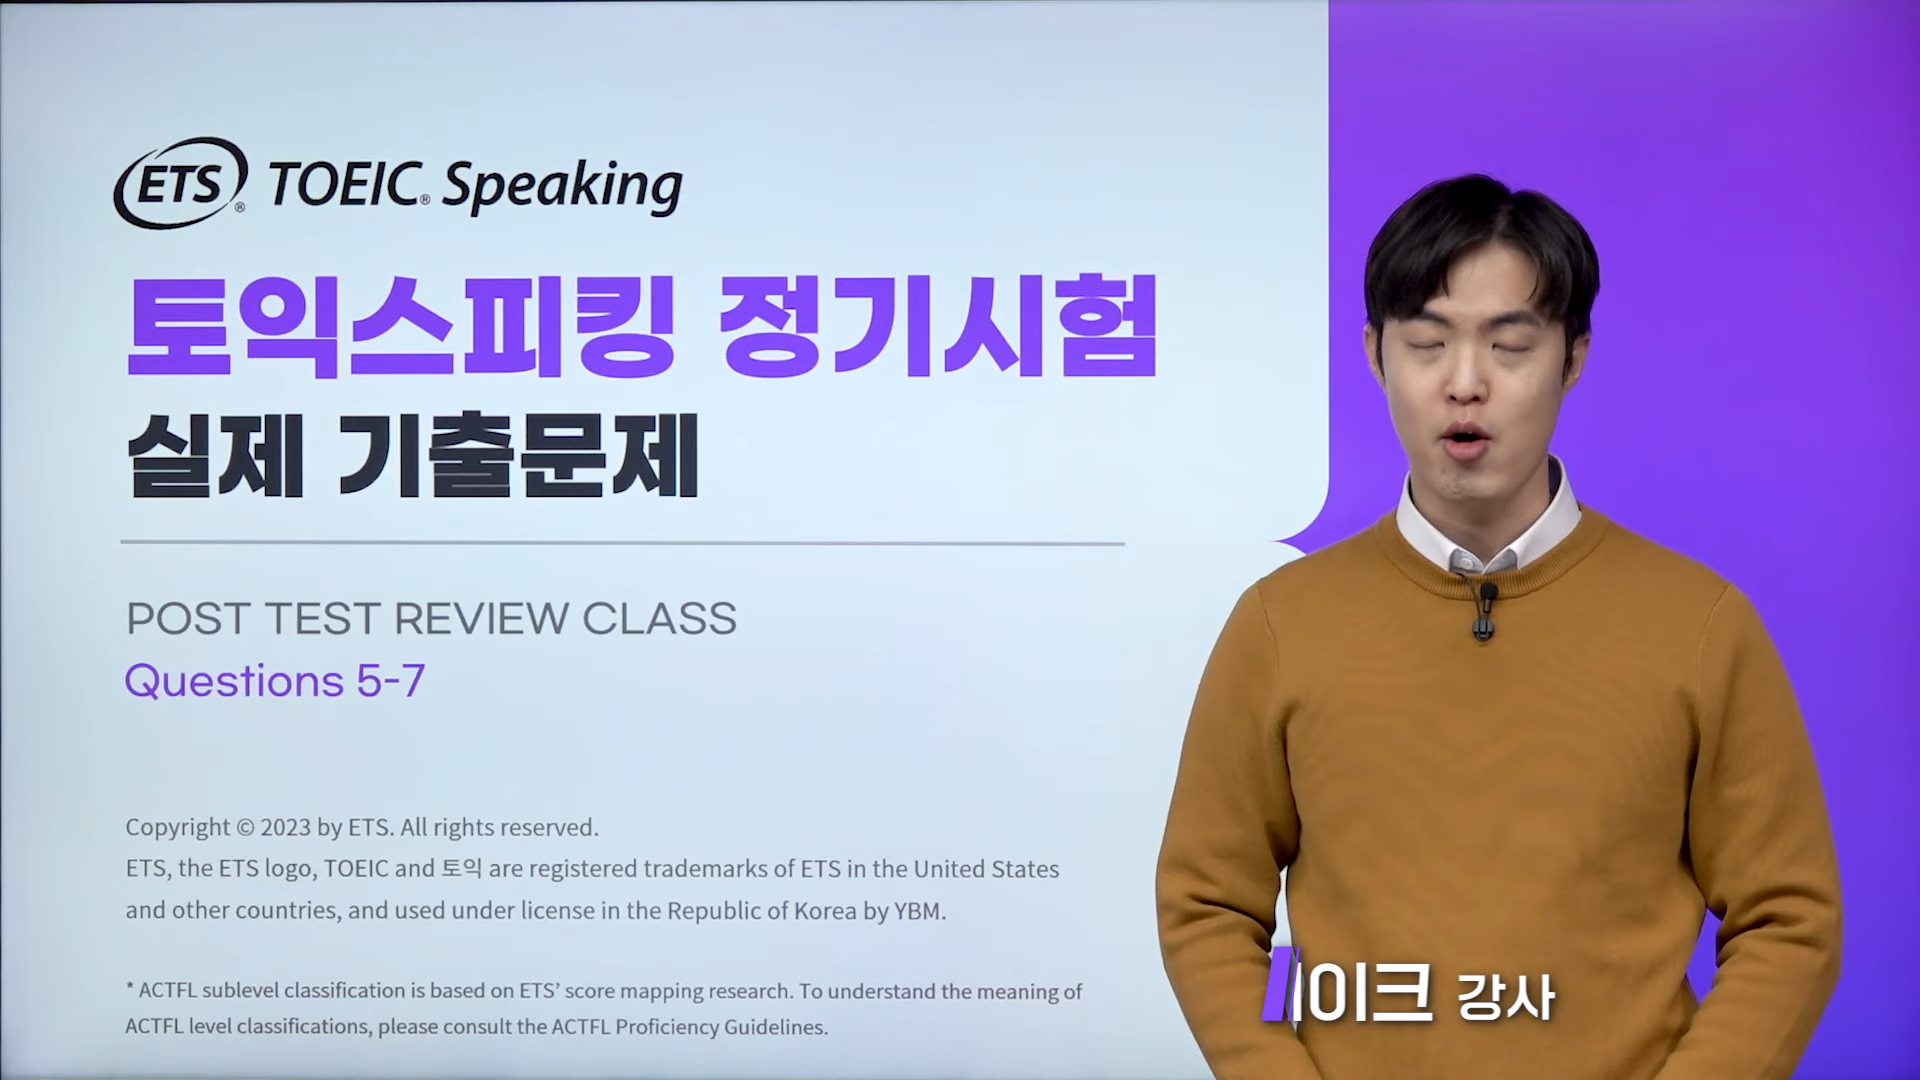 ETS® TOEIC® Speaking
토익스피킹 정기시험
실제 기출문제
POST TEST REVIEW CLASS
Questions 5-7
Copyright © 2023 by ETS. All rights reserved.
ETS, the ETS logo, TOEIC and 토익 are registered trademarks of ETS in the United States
and other countries, and used under license in the Republic of Korea by YBM.
* ACTFL sublevel classification is based on ETS’ score mapping research. To understand the meaning of
ACTFL level classifications, please consult the ACTFL Proficiency Guidelines.
강사